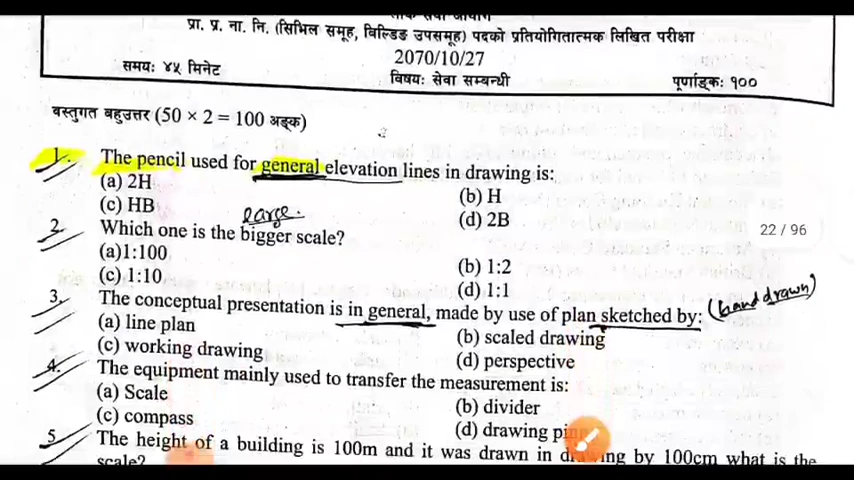 लोक सेवा आयोग
प्रा. प्र. ना. नि. (सिभिल समूह, विल्डिङ उपसमूह) पदको प्रतियोगितात्मक लिखित परीक्षा
2070/10/27
समयः ४५ मिनेट
विषयः सेवा सम्बन्धी
पूर्णाङ्कः १००
वस्तुगत बहुउत्तर (50 × 2 = 100 अङ्क)
1. The pencil used for general elevation lines in drawing is:
(a) 2H (b) H
(c) HB (d) 2B
large.
2. Which one is the bigger scale?
22 / 96
(a)1:100 (b) 1:2
(c) 1:10 (d) 1:1
3. The conceptual presentation is in general, made by use of plan sketched by: (hand drawn)
(a) line plan (b) scaled drawing
(c) working drawing (d) perspective
4. The equipment mainly used to transfer the measurement is:
(a) Scale (b) divider
(c) compass (d) drawing pins
5. The height of a building is 100m and it was drawn in drawing by 100cm what is the
scale?